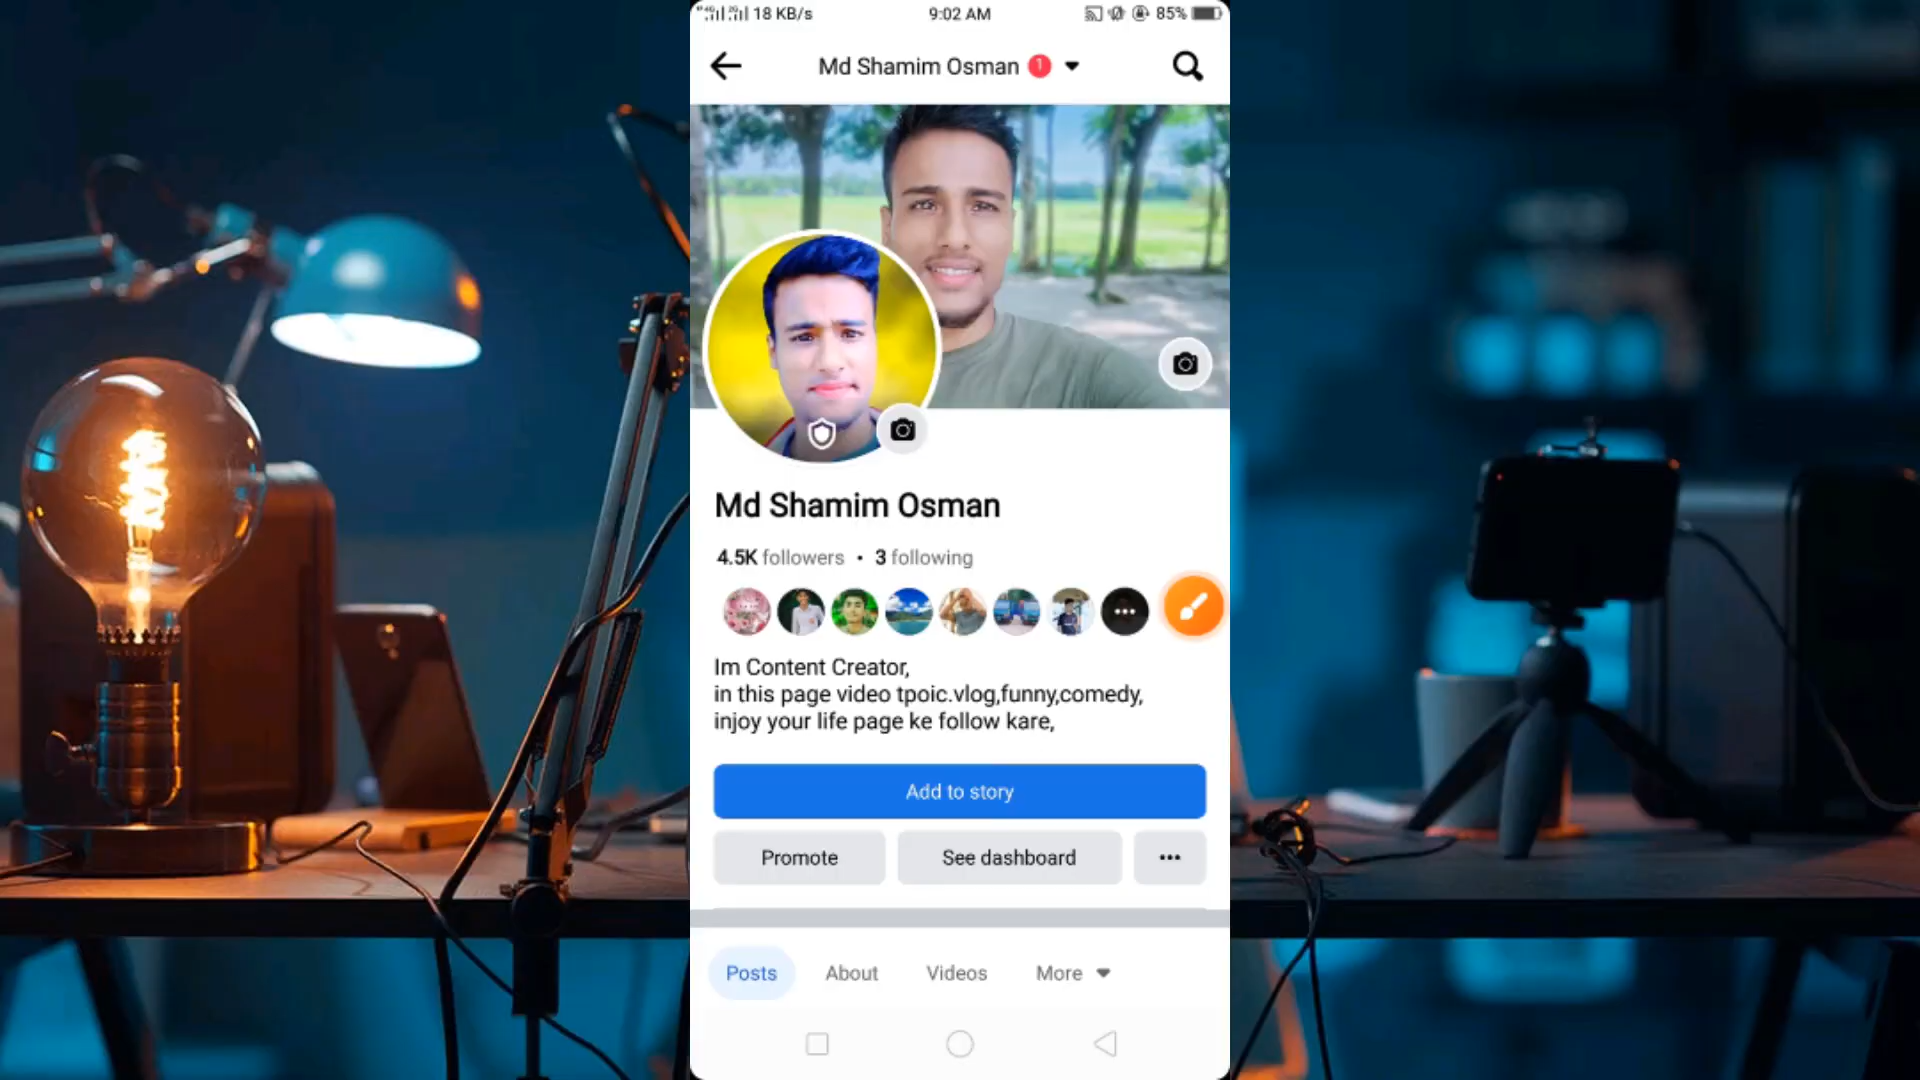 18 KB/s 9:02 AM 85%
Md Shamim Osman 1
Md Shamim Osman
4.5K followers • 3 following
Im Content Creator,
in this page video tpoic.vlog,funny,comedy,
injoy your life page ke follow kare,
Add to story
Promote See dashboard
Posts About Videos More